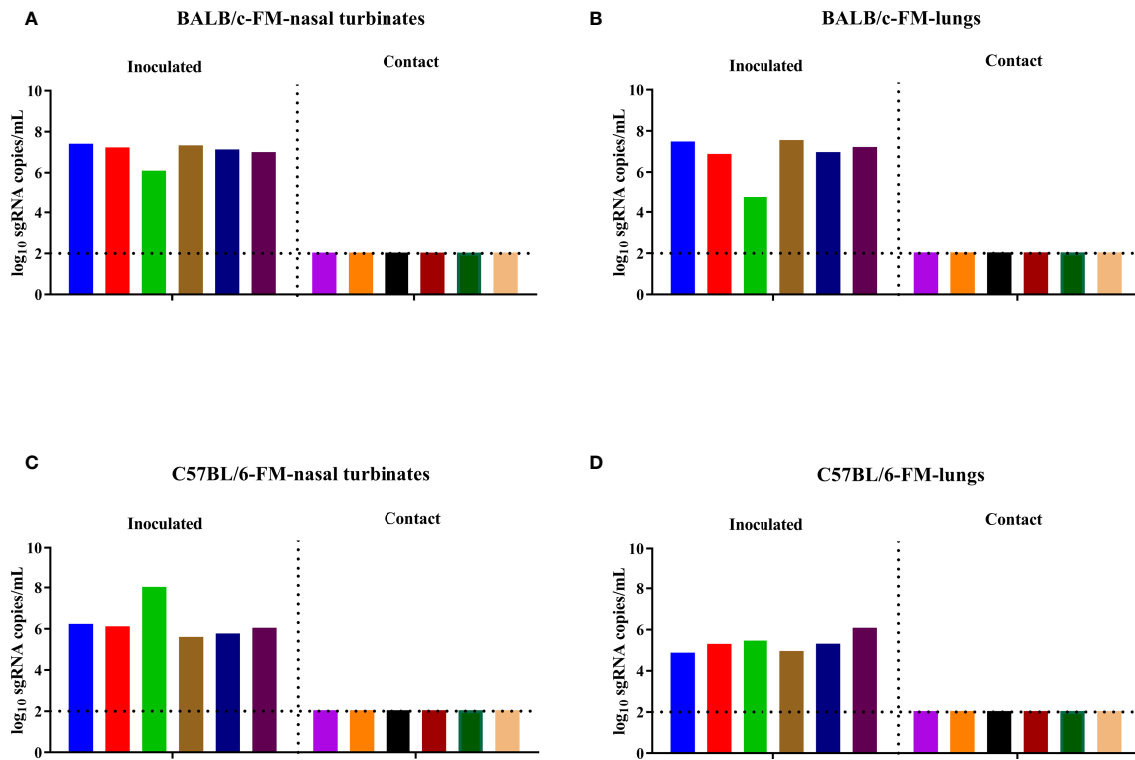 A
BALB/c-FM-nasal turbinates
Inoculated
Contact
log10 sgRNA copies/mL
10
8
6
4
2
0
B
BALB/c-FM-lungs
Inoculated
Contact
log10 sgRNA copies/mL
10
8
6
4
2
0
C
C57BL/6-FM-nasal turbinates
Inoculated
Contact
log10 sgRNA copies/mL
10
8
6
4
2
0
D
C57BL/6-FM-lungs
Inoculated
Contact
log10 sgRNA copies/mL
10
8
6
4
2
0